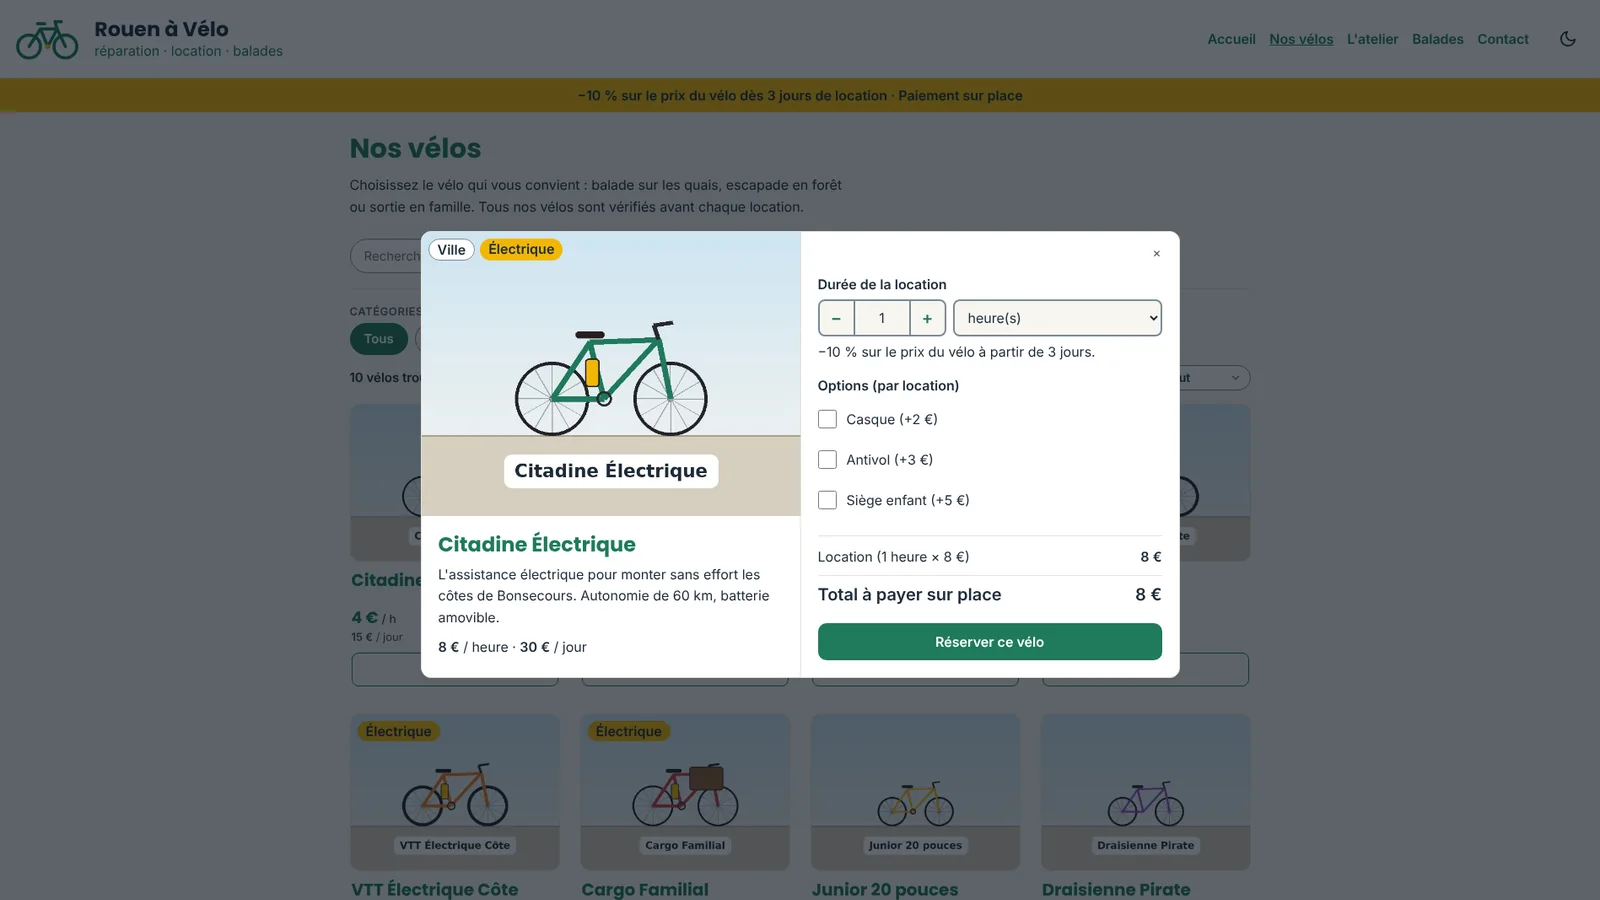 Rouen à Vélo
réparation · location · balades
Accueil
Nos vélos
L'atelier
Balades
Contact
−10 % sur le prix du vélo dès 3 jours de location · Paiement sur place
Nos vélos
Choisissez le vélo qui vous convient : balade sur les quais, escapade en forêt
ou sortie en famille. Tous nos vélos sont vérifiés avant chaque location.
CATÉGORIES
Tous
10 vélos
Citadine
4 € / h
15 € / jour
Ville
Électrique
Citadine Électrique
Citadine Électrique
L'assistance électrique pour monter sans effort les
côtes de Bonsecours. Autonomie de 60 km, batterie
amovible.
8 € / heure · 30 € / jour
×
Durée de la location
− 1 +
heure(s)
−10 % sur le prix du vélo à partir de 3 jours.
Options (par location)
Casque (+2 €)
Antivol (+3 €)
Siège enfant (+5 €)
Location (1 heure × 8 €) 8 €
Total à payer sur place 8 €
Réserver ce vélo
Électrique
VTT Électrique Côte
VTT Électrique Côte
Électrique
Cargo Familial
Cargo Familial
Junior 20 pouces
Junior 20 pouces
Draisienne Pirate
Draisienne Pirate